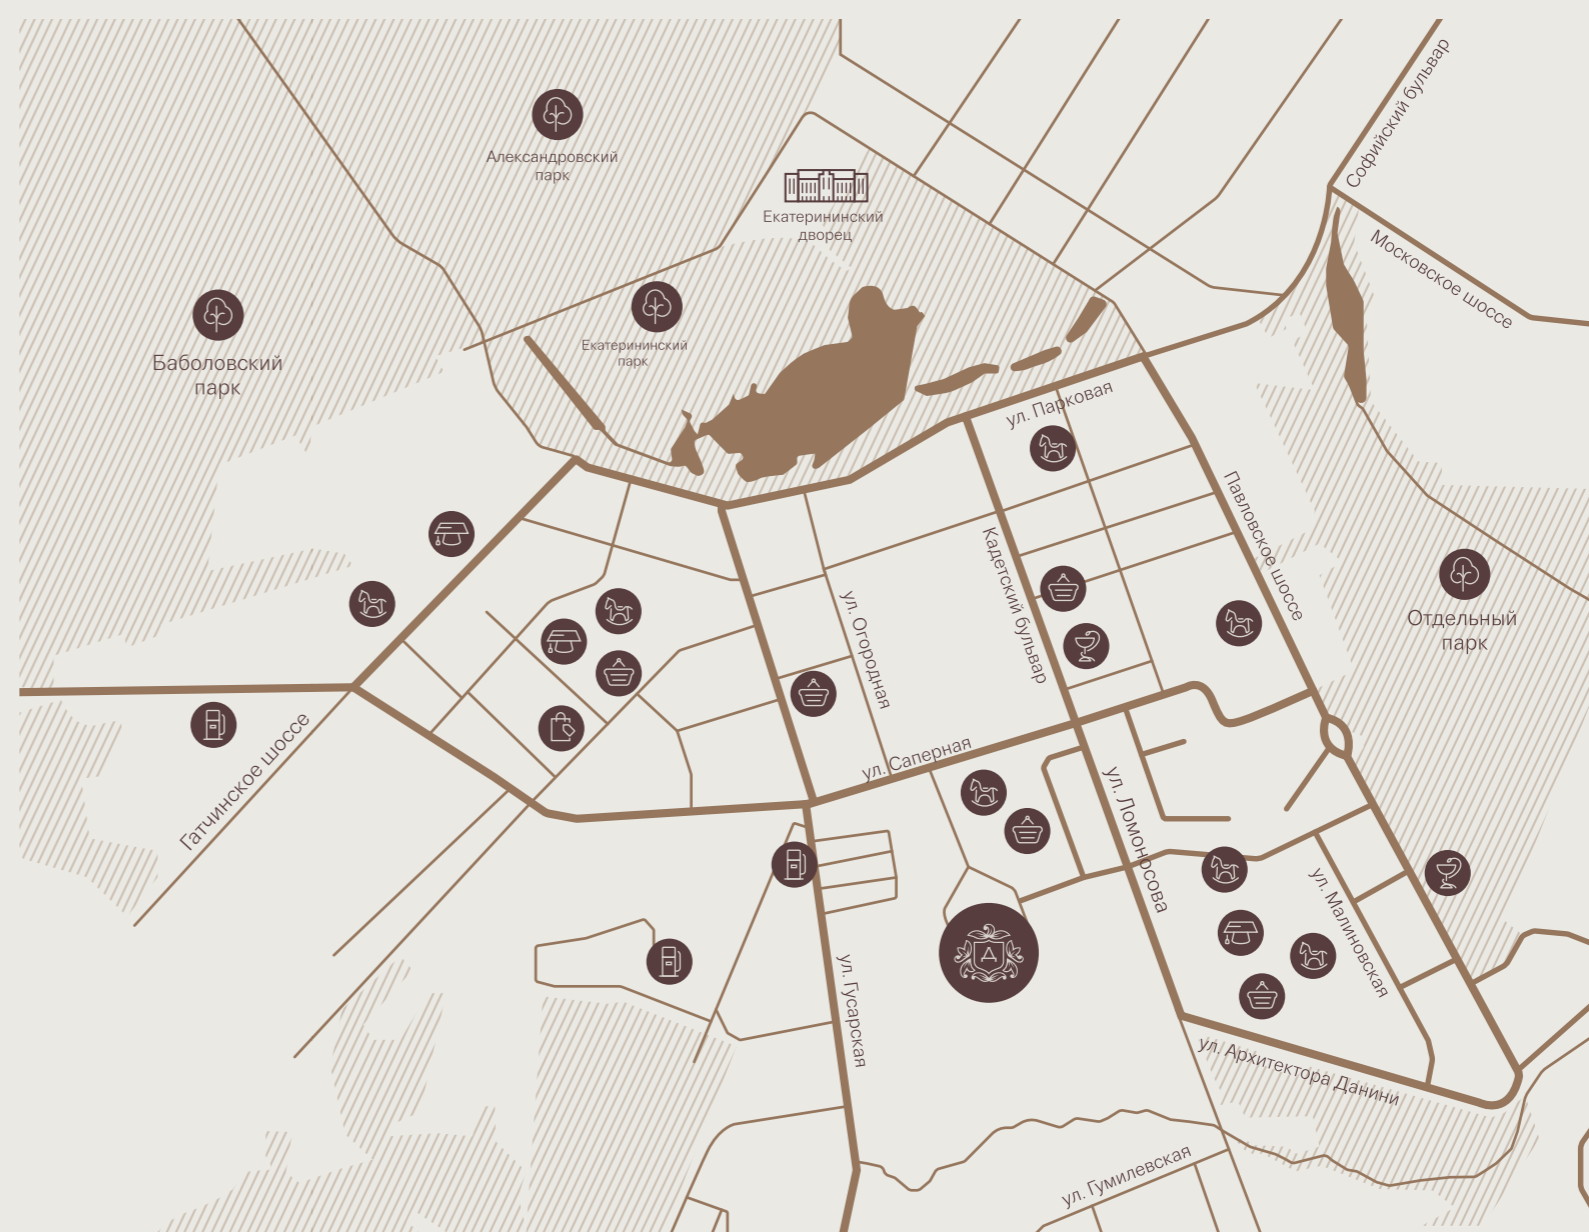 Софийский бульвар
Александровский
парк
Екатерининский
дворец
Московское шоссе
Баболовский
парк
Екатерининский
парк
ул. Парковая
Павловское шоссе
Кадетский бульвар
ул. Огородная
Отдельный
парк
Гатчинское шоссе
ул. Саперная
ул. Ломоносова
ул. Малиновская
Д
ул. Гусарская
ул. Архитектора Данини
ул. Гумилевская